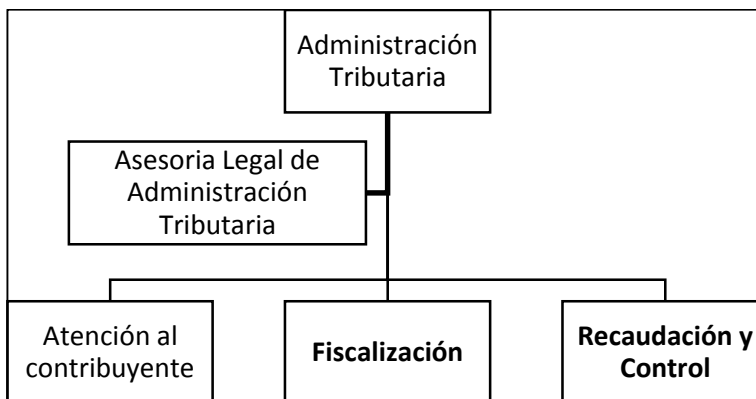 Administración
Tributaria
Asesoria Legal de
Administración
Tributaria
Atención al
contribuyente
Fiscalización
Recaudación y
Control